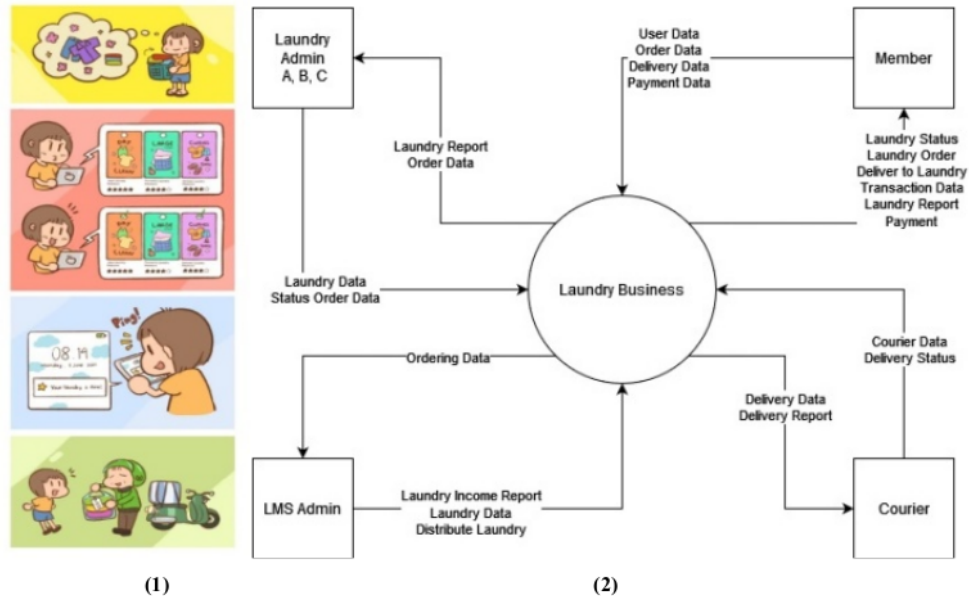 Laundry
Admin
A, B, C
User Data
Order Data
Delivery Data
Payment Data
Member
Laundry Report
Order Data
Laundry Status
Laundry Order
Deliver to Laundry
Transaction Data
Laundry Report
Payment
Laundry Data
Status Order Data
Laundry Business
Ordering Data
Courier Data
Delivery Status
Delivery Data
Delivery Report
LMS Admin
Laundry Income Report
Laundry Data
Distribute Laundry
Courier
Ping!
08.19
(1)
(2)